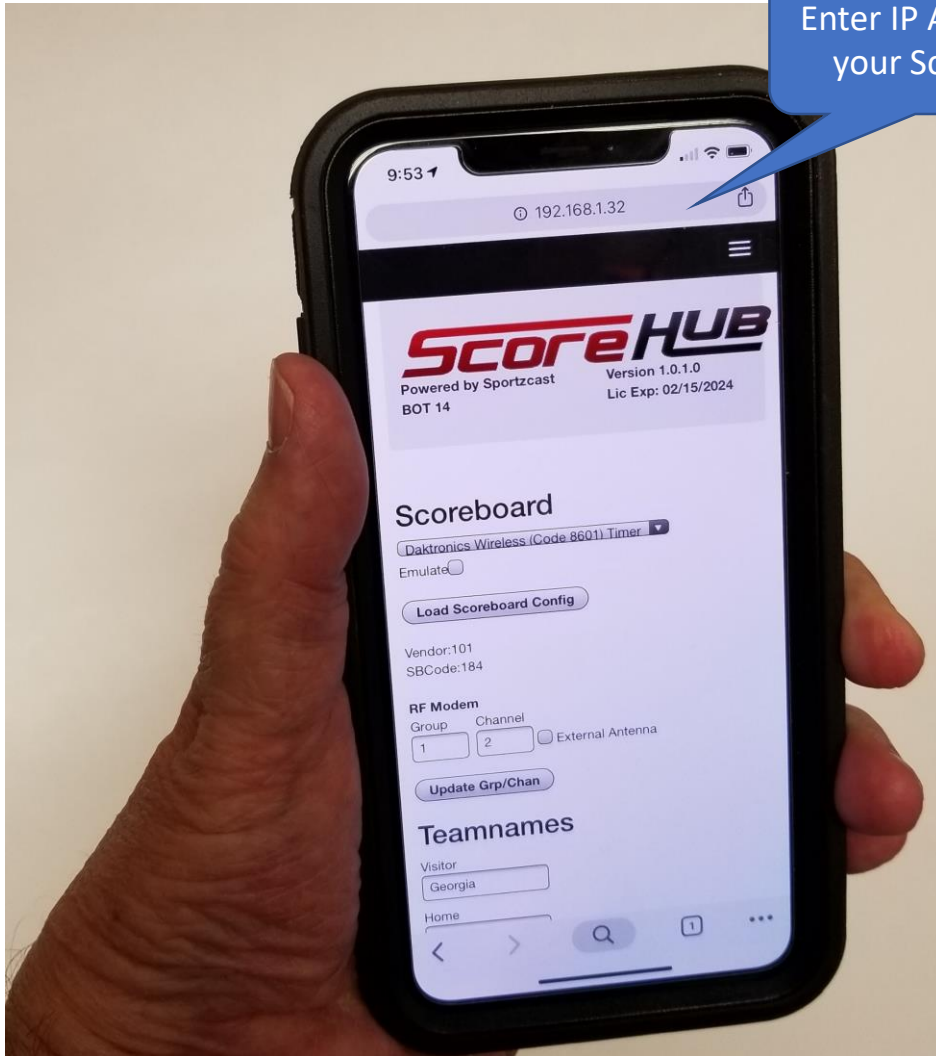 Enter IP A
your Sc
9:53
192.168.1.32
ScoreHUB
Powered by Sportzcast
Version 1.0.1.0
BOT 14
Lic Exp: 02/15/2024
Scoreboard
Daktronics Wireless (Code 8601) Timer
Emulate
Load Scoreboard Config
Vendor:101
SBCode:184
RF Modem
Group Channel
1 2 External Antenna
Update Grp/Chan
Teamnames
Visitor
Georgia
Home
1